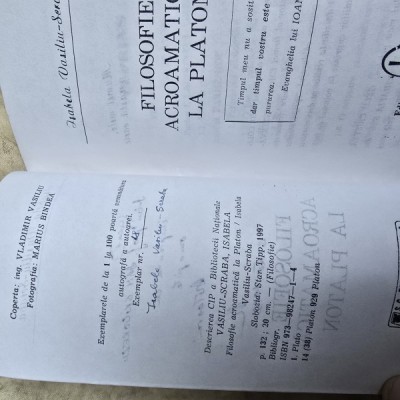 Isabela Vasiliu-Scraba
FILOSOFIE
ACROAMATIC
LA PLATON
Timpul meu nu a sosit
dar timpul vostru este
pururea.
Evanghelia lui IOAN
Coperta: ing. VLADIMIR VASILIU
Fotografia: MARIUS BINDEA
Exemplarele de la 1 la 100 poartă semnătura
autografă a autoarei.
Exemplar nr.
Isabela Vasiliu-Scraba
Descrierea CIP a Bibliotecii Naționale
VASILIU-SCRABA, ISABELA
Filosofie acroamatică la Platon / Isabela
Vasiliu-Scraba
Slobozia: Star Tipp, 1997
p. 132 ; 20 cm. — (Filosofie)
Bibliogr.
ISBN 973-98247-1-4
1. Platon
14 (38) Platon 929 Platon